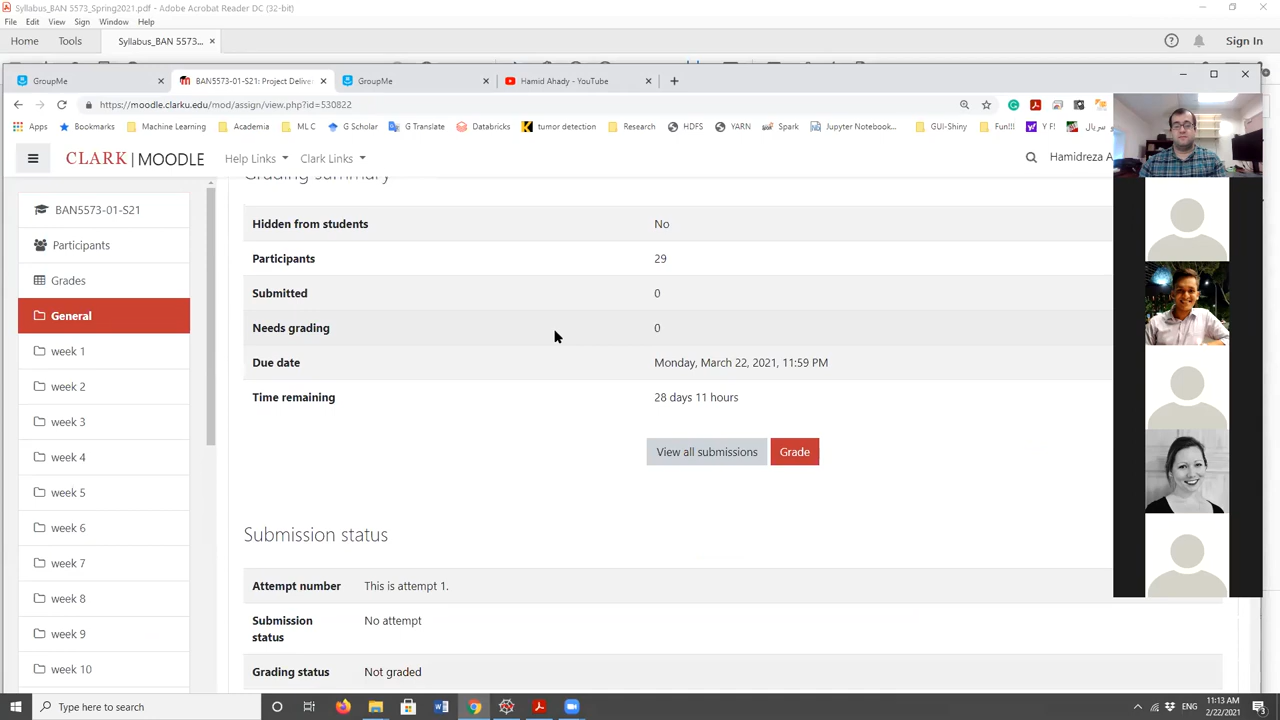 Syllabus_BAN 5573_Spring2021.pdf - Adobe Acrobat Reader DC (32-bit)
File Edit View Sign Window Help
Home Tools Syllabus_BAN 5573... × Sign In
GroupMe × BAN5573-01-S21: Project Deliver × GroupMe × Hamid Ahady - YouTube × +
https://moodle.clarku.edu/mod/assign/view.php?id=530822
Apps Bookmarks Machine Learning Academia ML C G Scholar G Translate Databricks tumor detection Research HDFS YARN Spark Jupyter Notebook... GUI-Shiny Fun!!! Y F! سریال
CLARK | MOODLE Help Links Clark Links Hamidreza A
Grading summary
BAN5573-01-S21
Participants
Grades
General
week 1
week 2
week 3
week 4
week 5
week 6
week 7
week 8
week 9
week 10
Hidden from students No
Participants 29
Submitted 0
Needs grading 0
Due date Monday, March 22, 2021, 11:59 PM
Time remaining 28 days 11 hours
View all submissions Grade
Submission status
Attempt number This is attempt 1.
Submission status No attempt
Grading status Not graded
Type here to search
11:13 AM
2/22/2021